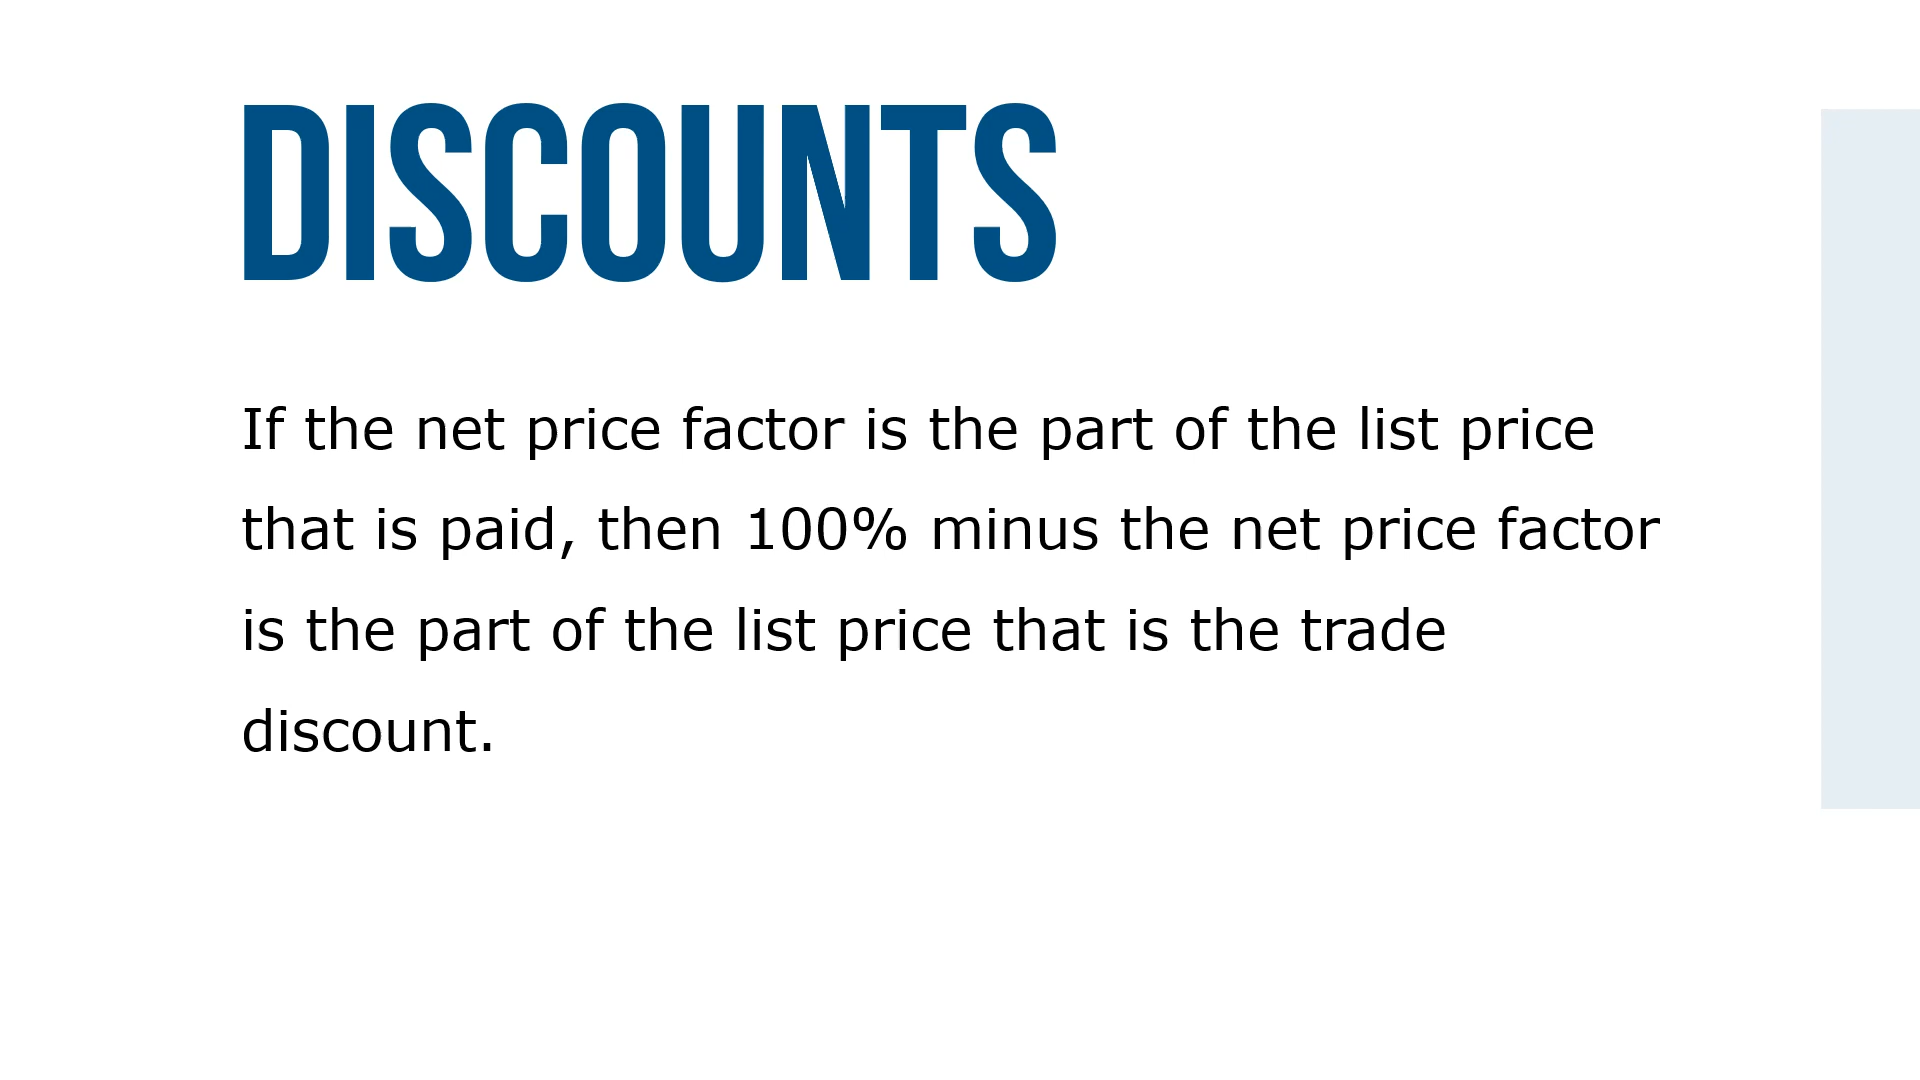 DISCOUNTS
If the net price factor is the part of the list price
that is paid, then 100% minus the net price factor
is the part of the list price that is the trade
discount.